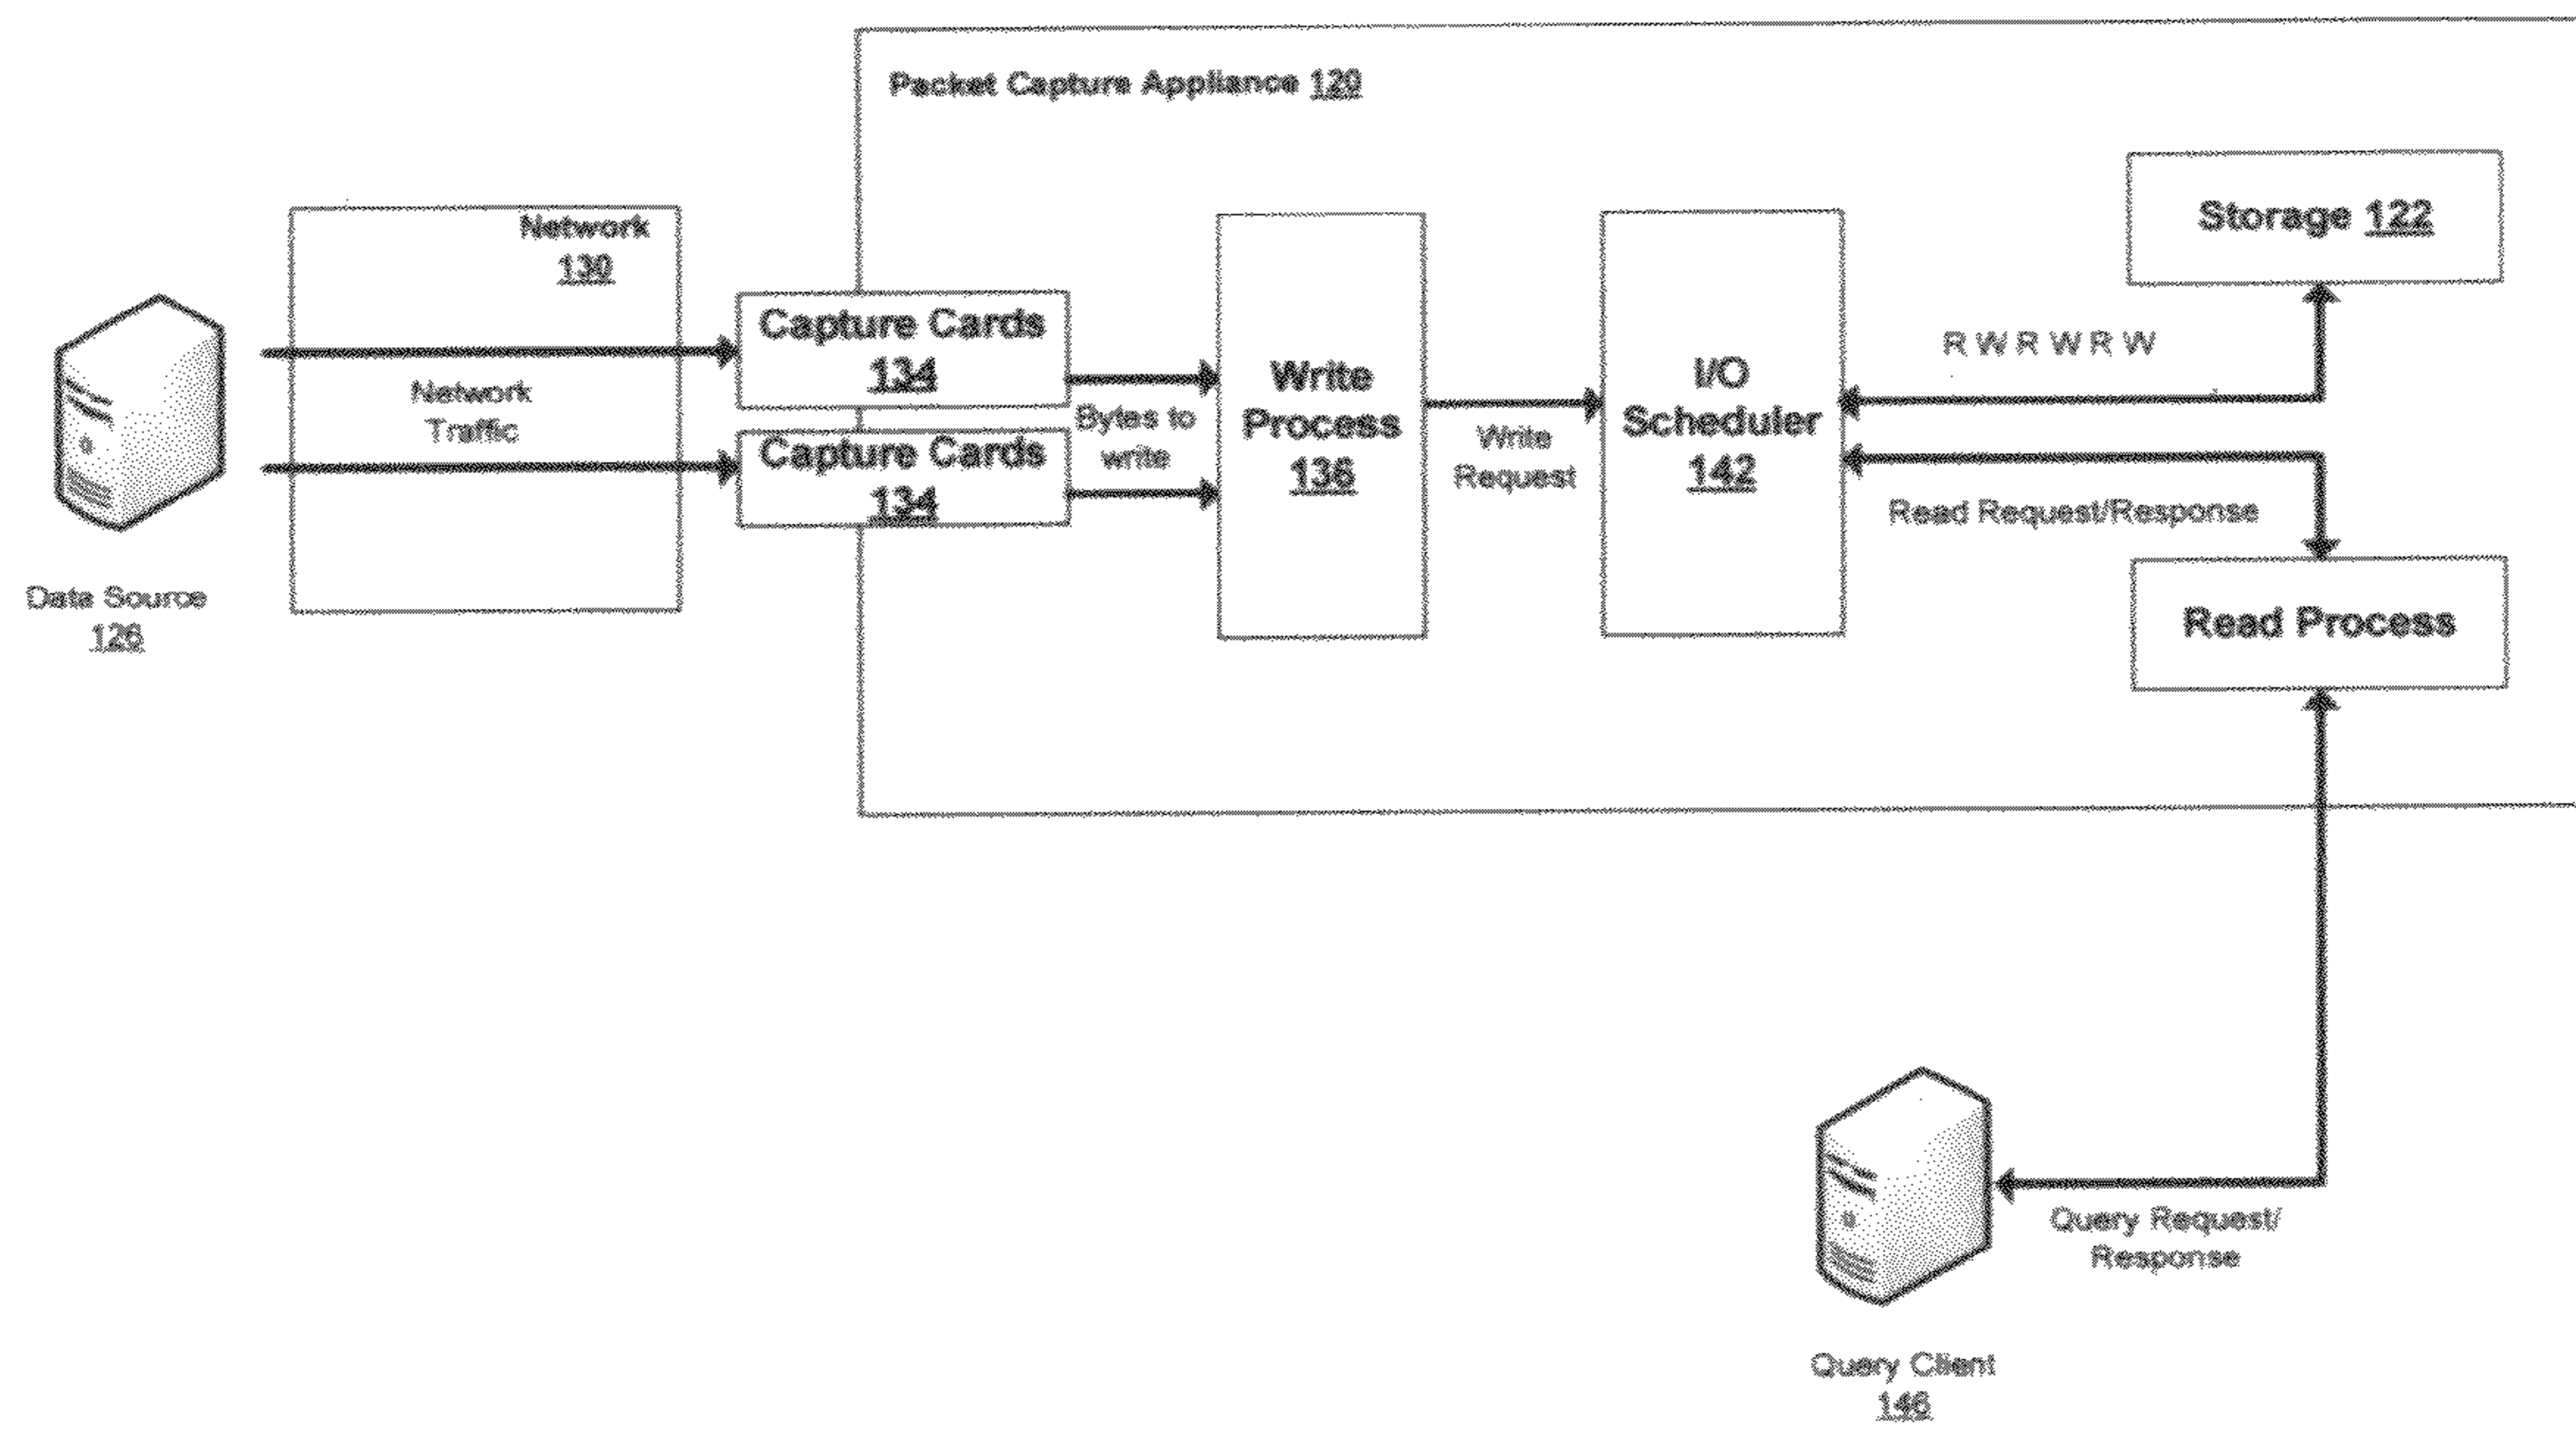 Packet Capture Appliance 120
Network
130
Storage 122
Capture Cards
134
Network
Traffic
Capture Cards
134
Bytes to
write
Write
Process
136
Write
Request
I/O
Scheduler
142
R W R W R W
Read Request/Response
Read Process
Data Source
126
Query Request/
Response
Query Client
146